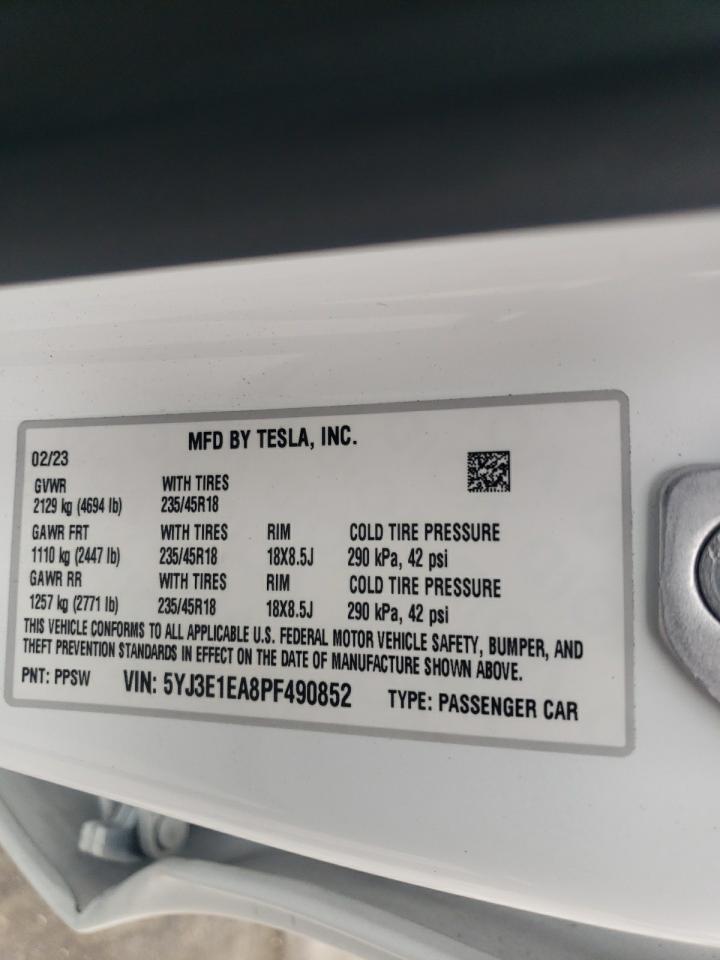 MFD BY TESLA, INC.
02/23
GVWR WITH TIRES
2129 kg (4694 lb) 235/45R18
GAWR FRT WITH TIRES RIM COLD TIRE PRESSURE
1110 kg (2447 lb) 235/45R18 18X8.5J 290 kPa, 42 psi
GAWR RR WITH TIRES RIM COLD TIRE PRESSURE
1257 kg (2771 lb) 235/45R18 18X8.5J 290 kPa, 42 psi
THIS VEHICLE CONFORMS TO ALL APPLICABLE U.S. FEDERAL MOTOR VEHICLE SAFETY, BUMPER, AND
THEFT PREVENTION STANDARDS IN EFFECT ON THE DATE OF MANUFACTURE SHOWN ABOVE.
PNT: PPSW VIN: 5YJ3E1EA8PF490852 TYPE: PASSENGER CAR